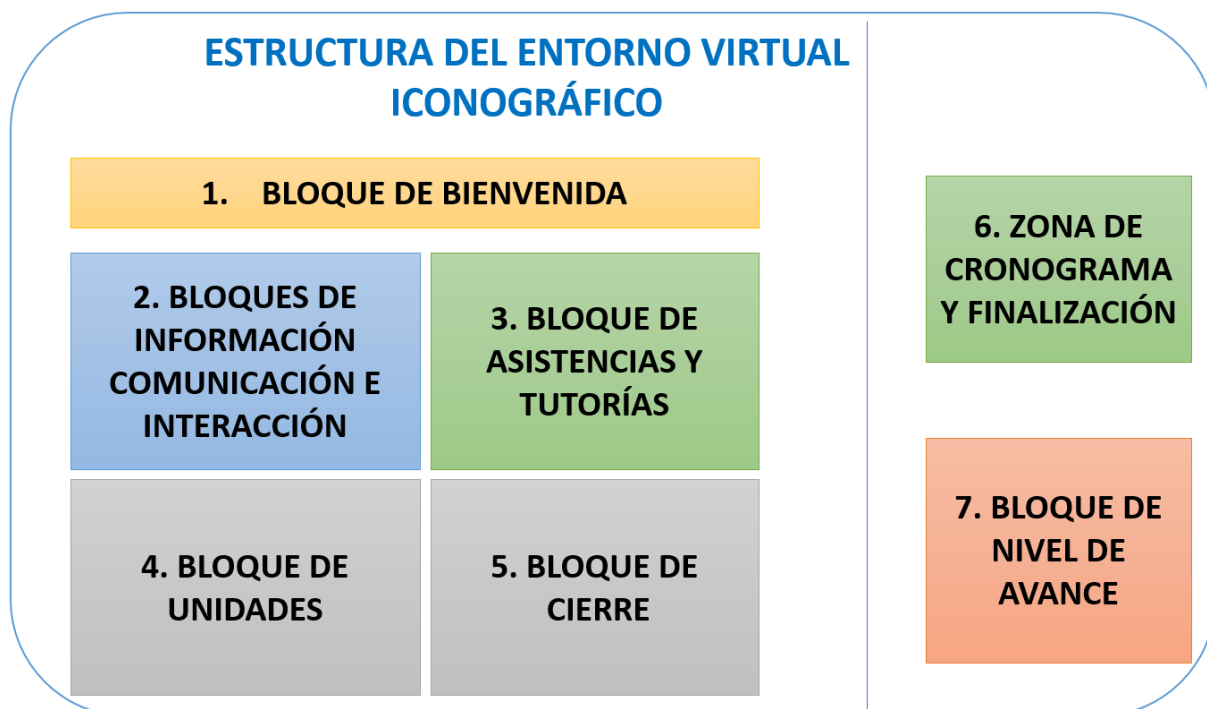 ESTRUCTURA DEL ENTORNO VIRTUAL
ICONOGRÁFICO
1. BLOQUE DE BIENVENIDA
2. BLOQUES DE
INFORMACIÓN
COMUNICACIÓN E
INTERACCIÓN
3. BLOQUE DE
ASISTENCIAS Y
TUTORÍAS
4. BLOQUE DE
UNIDADES
5. BLOQUE DE
CIERRE
6. ZONA DE
CRONOGRAMA
Y FINALIZACIÓN
7. BLOQUE DE
NIVEL DE
AVANCE